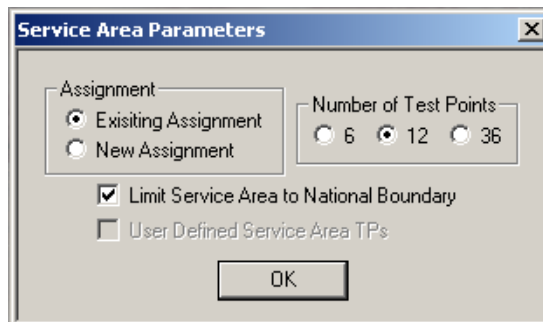 Service Area Parameters
Assignment
Exisiting Assignment
New Assignment
Number of Test Points
6 12 36
Limit Service Area to National Boundary
User Defined Service Area TPs
OK